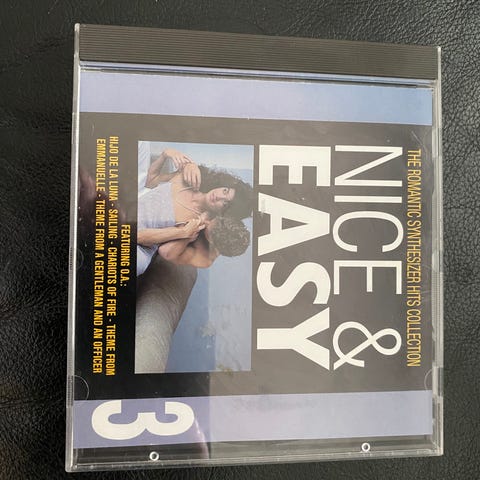 THE ROMANTIC SYNTHESIZER HITS COLLECTION
NICE &
EASY
FEATURING O.A.:
HIJO DE LA LUNA · SAILING · CHARIOTS OF FIRE · THEME FROM
EMMANUELLE · THEME FROM A GENTLEMAN AND AN OFFICER
3